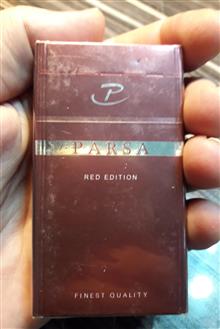 P
PARSA
RED EDITION
FINEST QUALITY